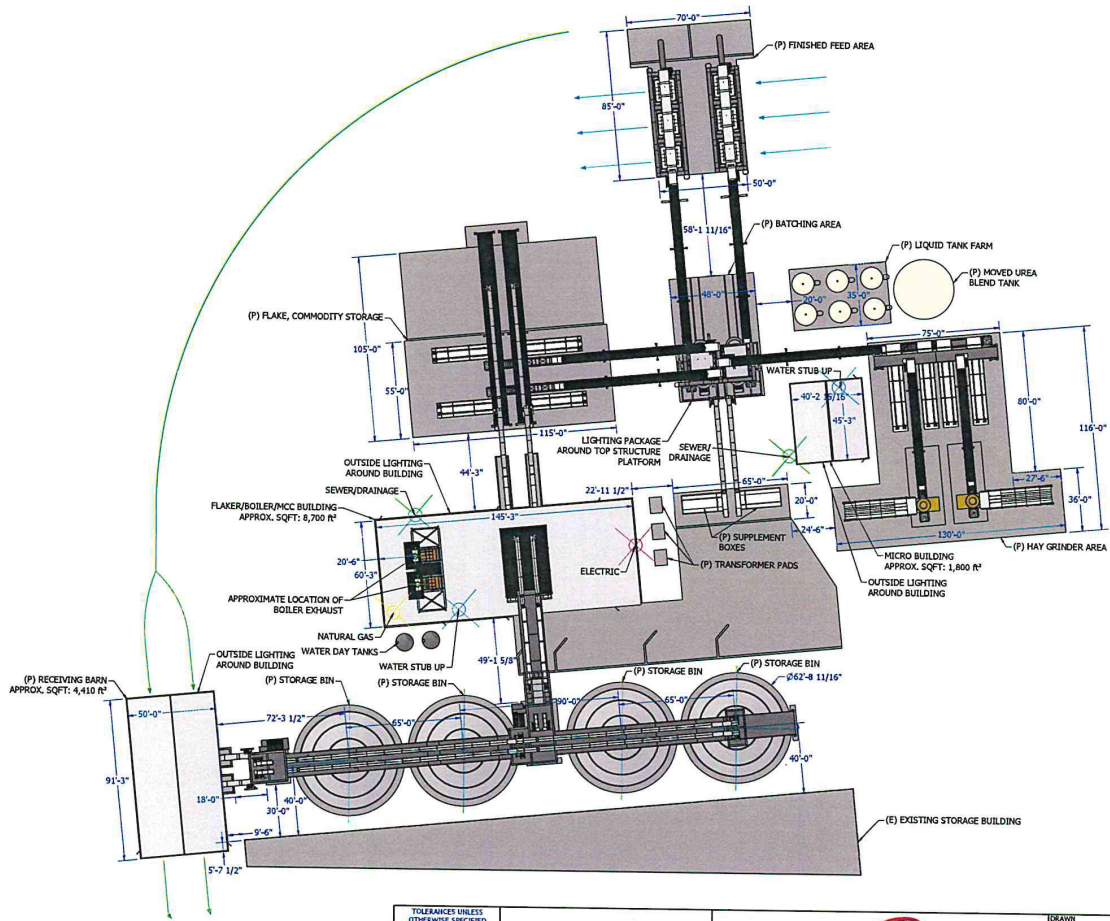 70'-0"
(P) FINISHED FEED AREA
85'-0"
50'-0"
58'-1 11/16"
(P) BATCHING AREA
(P) LIQUID TANK FARM
(P) MOVED UREA
BLEND TANK
48'-0"
20'-0"
35'-0"
(P) FLAKE, COMMODITY STORAGE
105'-0"
55'-0"
115'-0"
75'-0"
WATER STUB UP
40'-2 15/16"
45'-3"
80'-0"
116'-0"
LIGHTING PACKAGE
AROUND TOP STRUCTURE
PLATFORM
SEWER/
DRAINAGE
44'-3"
OUTSIDE LIGHTING
AROUND BUILDING
SEWER/DRAINAGE
22'-11 1/2"
65'-0"
20'-0"
27'-6"
36'-0"
FLAKER/BOILER/MCC BUILDING
APPROX. SQFT: 8,700 ft²
145'-3"
24'-6"
130'-0"
(P) HAY GRINDER AREA
(P) SUPPLEMENT
BOXES
(P) TRANSFORMER PADS
MICRO BUILDING
APPROX. SQFT: 1,800 ft²
OUTSIDE LIGHTING
AROUND BUILDING
20'-6"
60'-3"
ELECTRIC
APPROXIMATE LOCATION OF
BOILER EXHAUST
NATURAL GAS
WATER DAY TANKS
WATER STUB UP
49'-1 5/8"
OUTSIDE LIGHTING
AROUND BUILDING
(P) RECEIVING BARN
APPROX. SQFT: 4,410 ft²
(P) STORAGE BIN
(P) STORAGE BIN
(P) STORAGE BIN
(P) STORAGE BIN
Ø62'-8 11/16"
50'-0"
72'-3 1/2"
65'-0"
90'-0"
65'-0"
91'-3"
18'-0"
30'-0"
40'-0"
40'-0"
9'-6"
5'-7 1/2"
(E) EXISTING STORAGE BUILDING
TOLERANCES UNLESS
OTHERWISE SPECIFIED
DRAWN